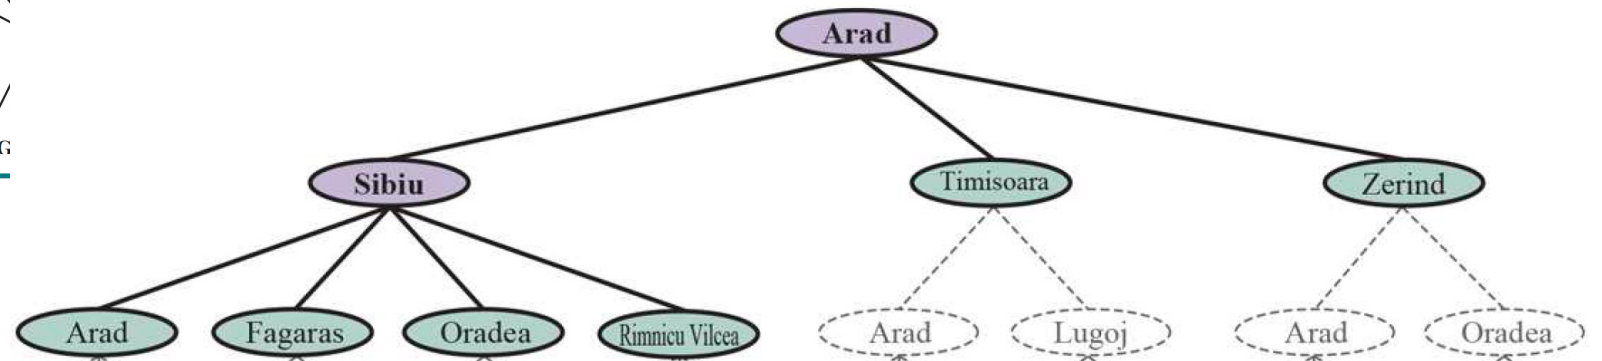 Arad
Sibiu
Timisoara
Zerind
Arad
Fagaras
Oradea
Rimnicu Vilcea
Arad
Lugoj
Arad
Oradea